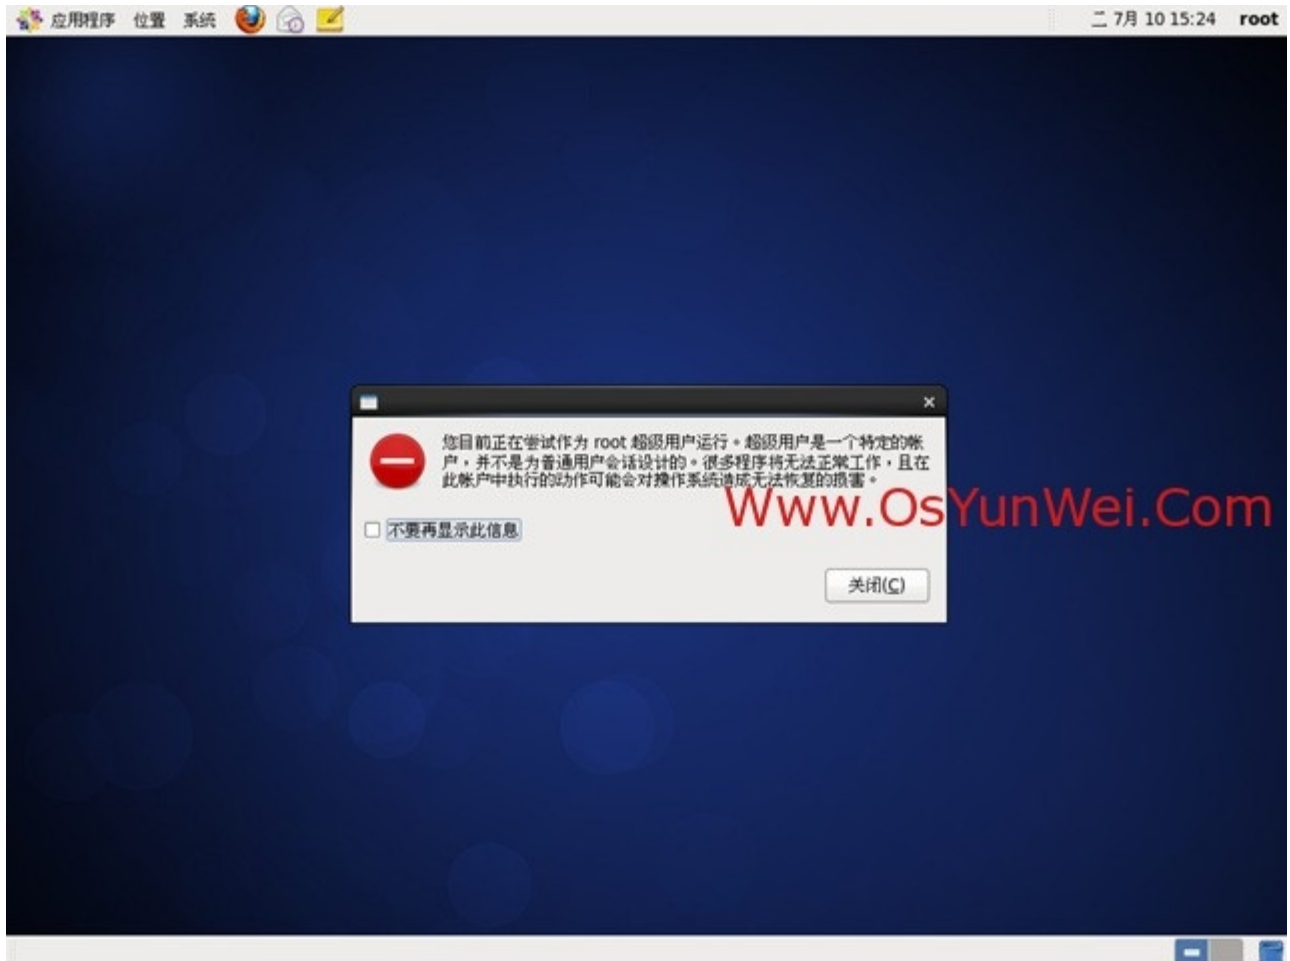 应用程序 位置 系统
二 7月 10 15:24 root
您目前正在尝试作为 root 超级用户运行。超级用户是一个特定的帐
户，并不是为普通用户会话设计的。很多程序将无法正常工作，且在
此帐户中执行的动作可能会对操作系统造成无法恢复的损害。
Www.OsYunWei.Com
不要再显示此信息
关闭(C)